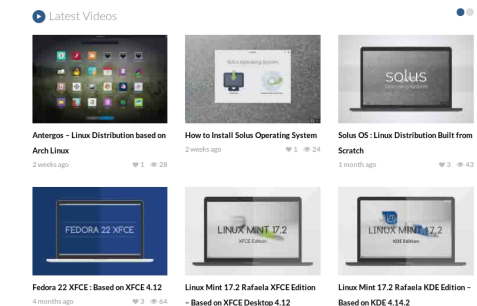 Latest Videos
Solus Operating System
solus
Antergos – Linux Distribution based on
Arch Linux
2 weeks ago 1 28
How to Install Solus Operating System
2 weeks ago 1 24
Solus OS : Linux Distribution Built from
Scratch
1 month ago 3 43
FEDORA 22 XFCE
LINUX MINT 17.2
XFCE Edition
LINUX MINT 17.2
KDE Edition
Fedora 22 XFCE : Based on XFCE 4.12
4 months ago 3 64
Linux Mint 17.2 Rafaela XFCE Edition
– Based on XFCE Desktop 4.12
Linux Mint 17.2 Rafaela KDE Edition –
Based on KDE 4.14.2